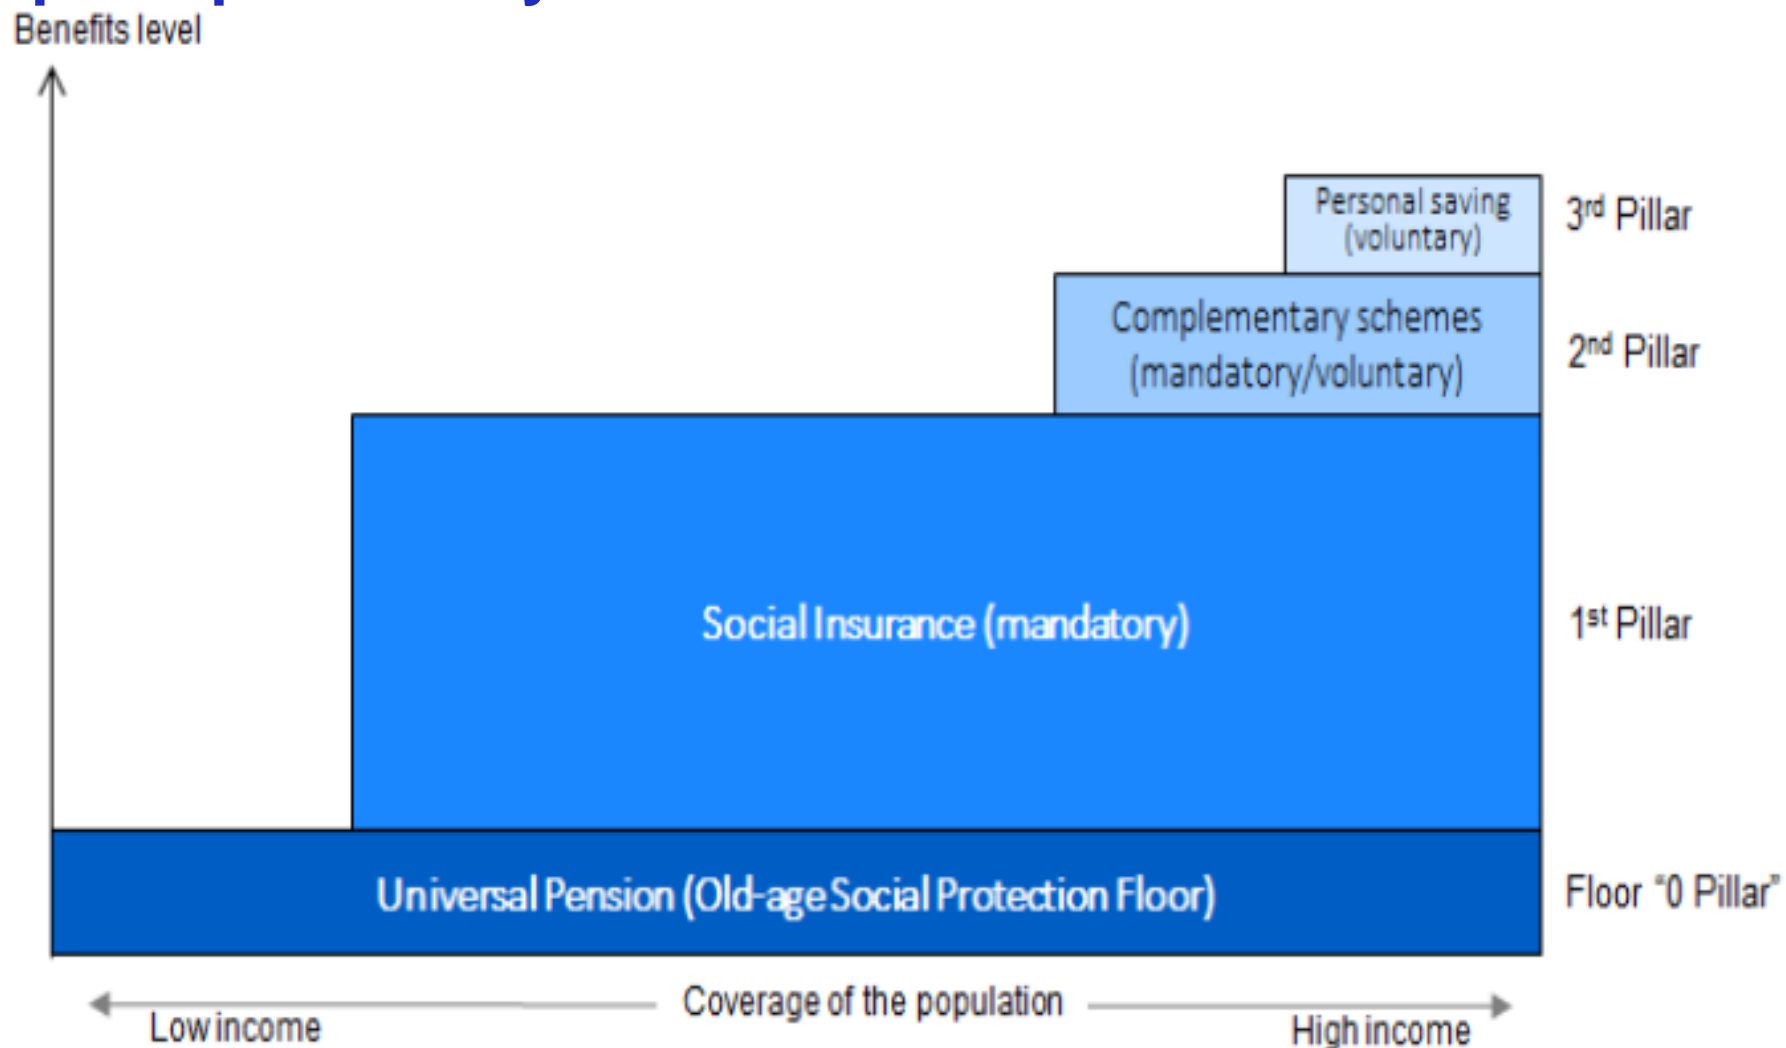 Benefits level
Personal saving
(voluntary)
3rd Pillar
Complementary schemes
(mandatory/voluntary)
2nd Pillar
Social Insurance (mandatory)
1st Pillar
Universal Pension (Old-age Social Protection Floor)
Floor “0 Pillar”
Coverage of the population
Low income
High income